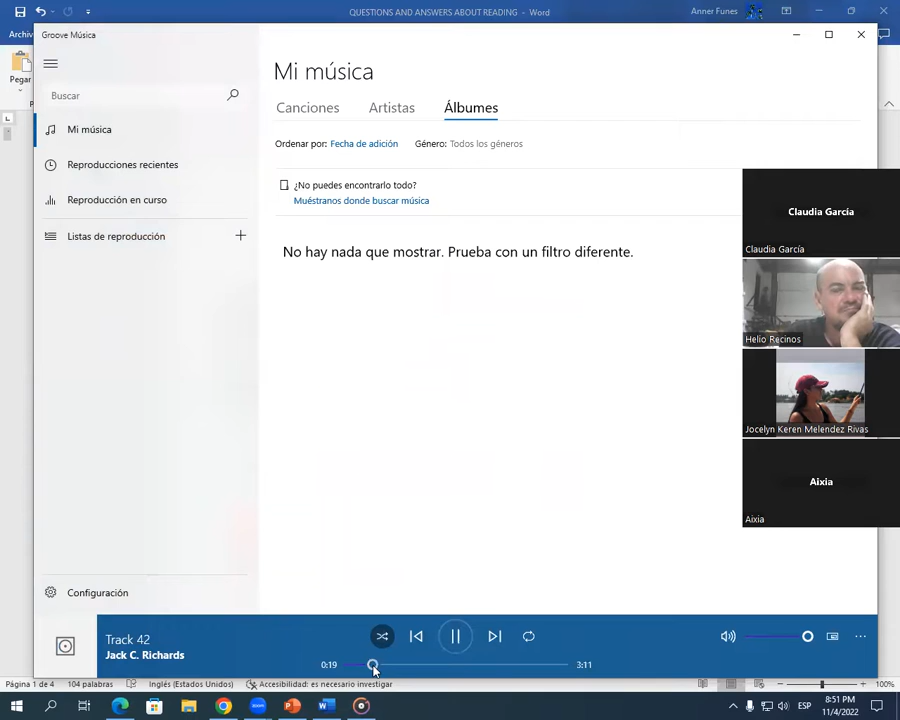 QUESTIONS AND ANSWERS ABOUT READING - Word
Anner Funes
Archiv
Pegar
Groove Música
Buscar
Mi música
Reproducciones recientes
Reproducción en curso
Listas de reproducción
Configuración
Mi música
Canciones Artistas Álbumes
Ordenar por: Fecha de adición Género: Todos los géneros
¿No puedes encontrarlo todo?
Muéstranos donde buscar música
No hay nada que mostrar. Prueba con un filtro diferente.
Claudia García
Claudia García
Helio Recinos
Jocelyn Keren Melendez Rivas
Aixia
Aixia
Track 42
Jack C. Richards
0:19 3:11
Página 1 de 4 104 palabras Inglés (Estados Unidos) Accesibilidad: es necesario investigar 100%
ESP 8:51 PM
11/4/2022